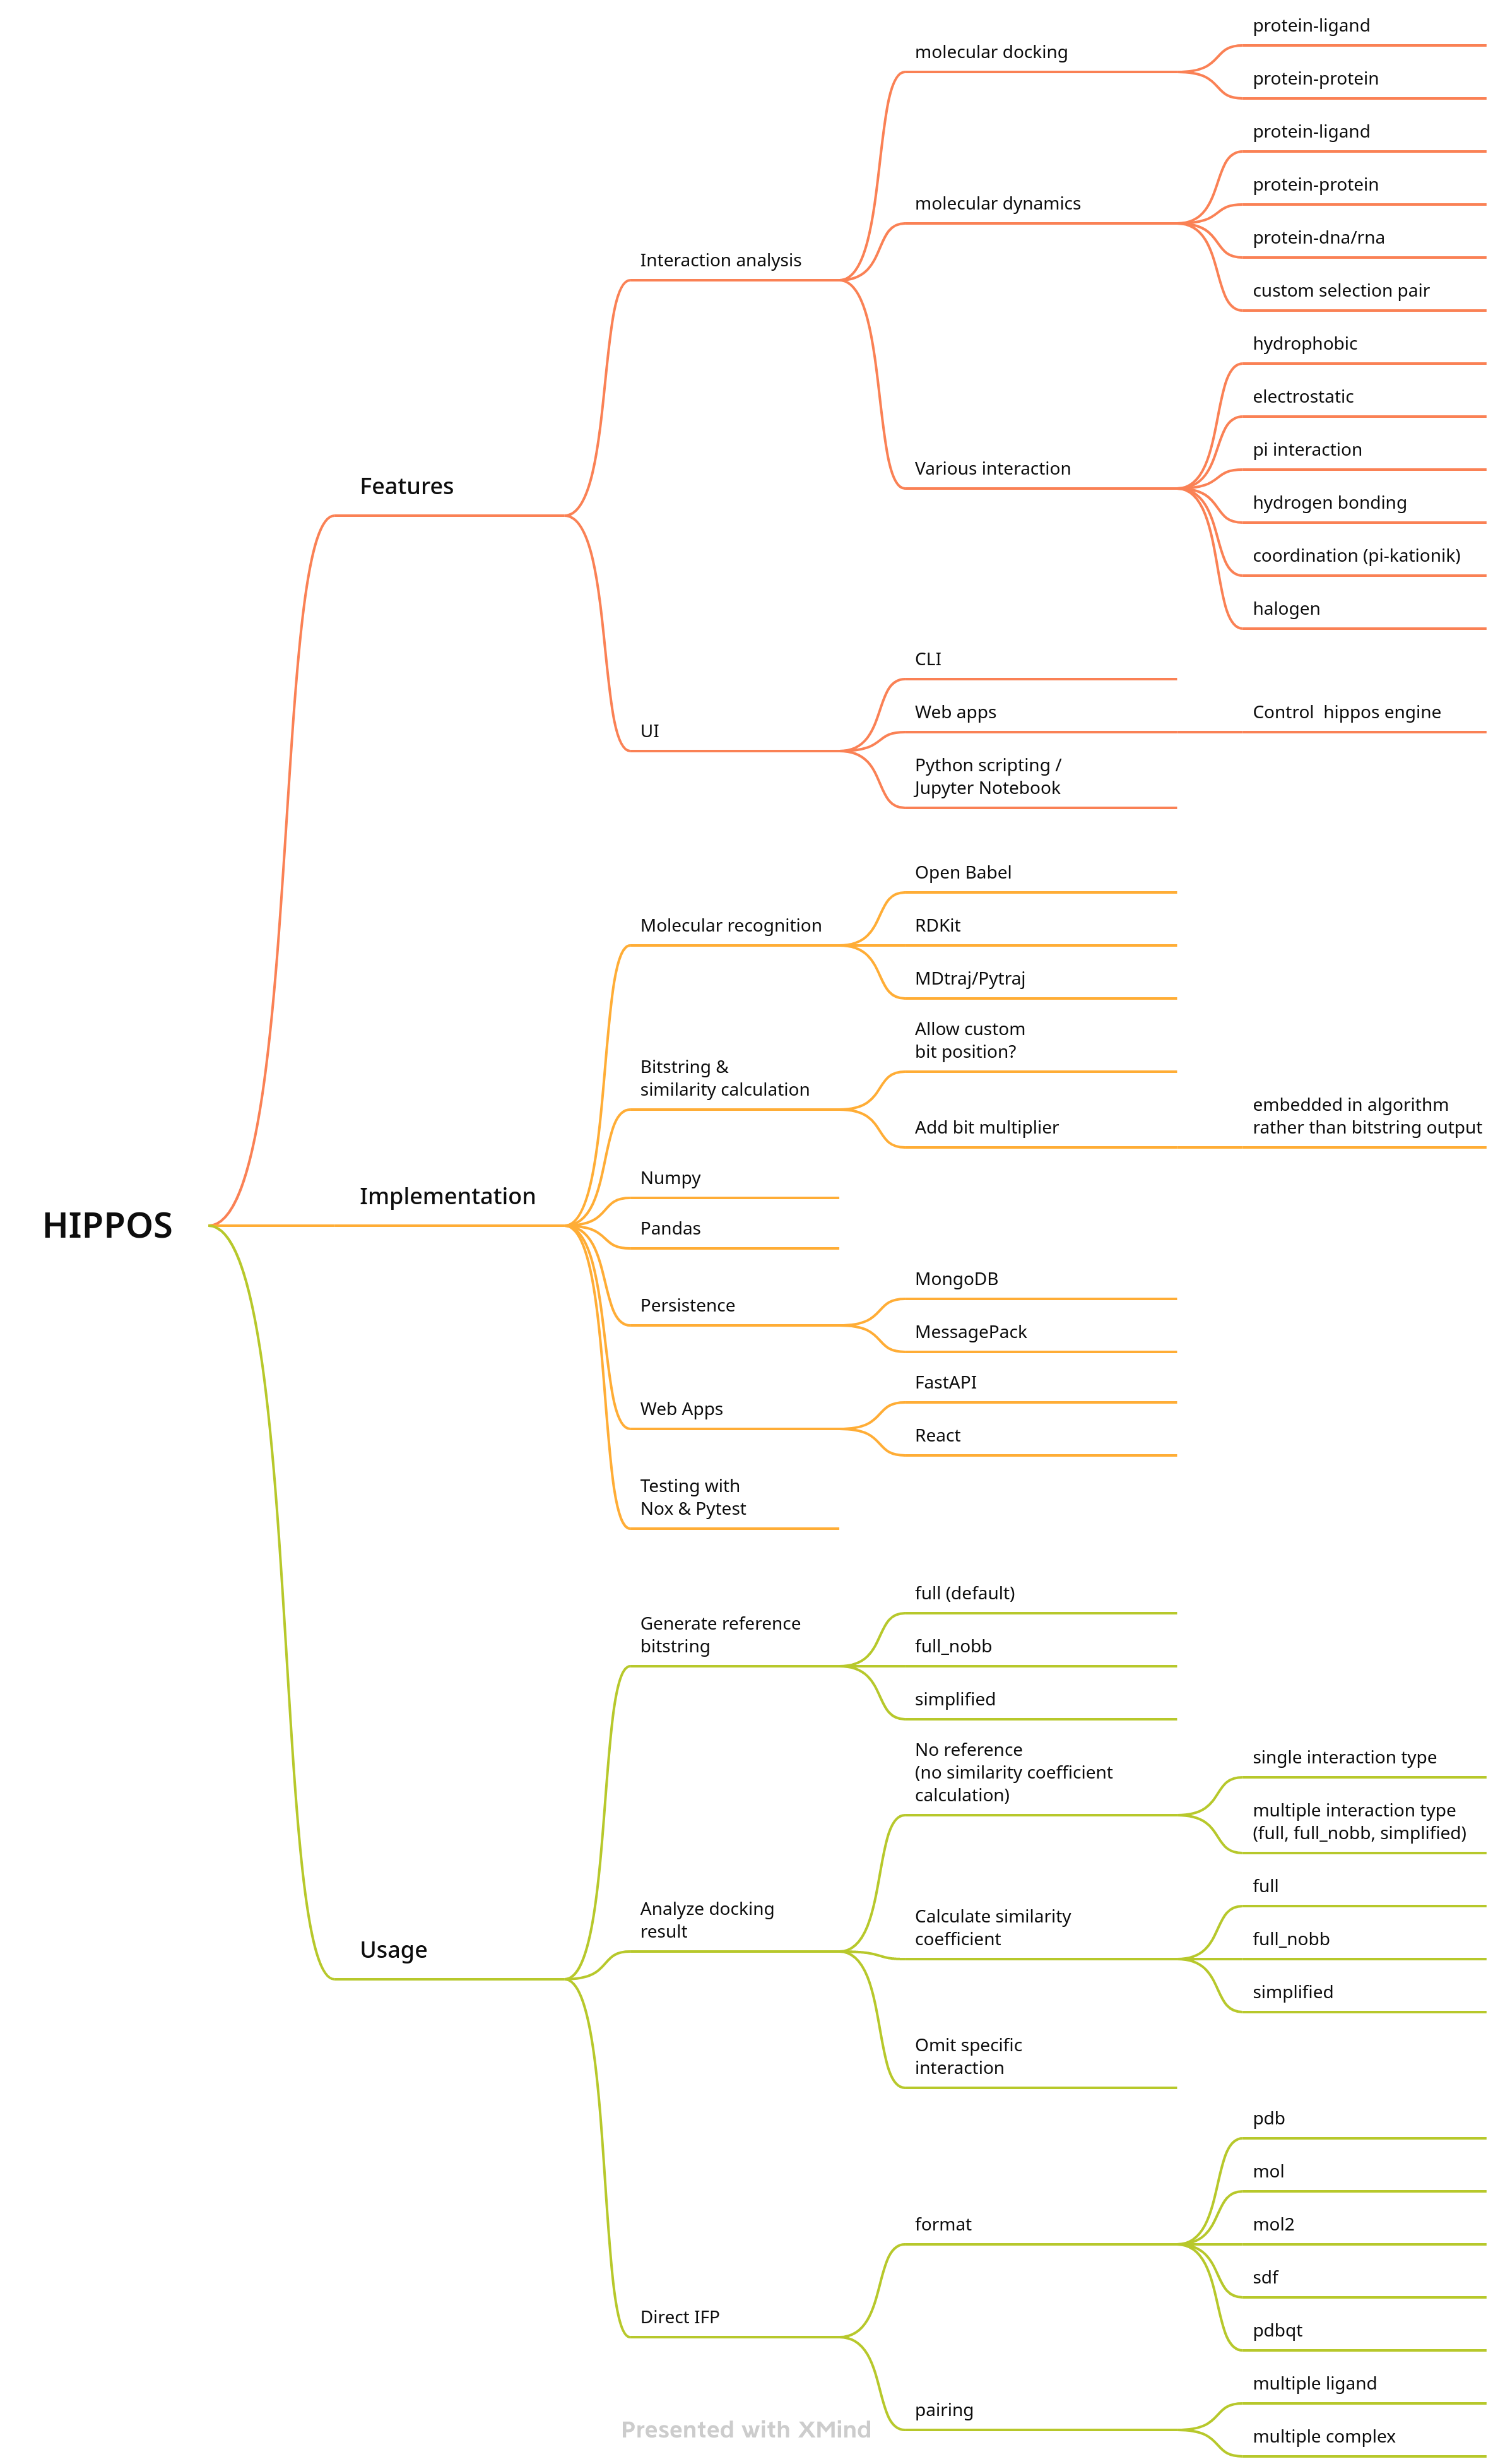 HIPPOS
Features
Interaction analysis
molecular docking
protein-ligand
protein-protein
molecular dynamics
protein-ligand
protein-protein
protein-dna/rna
custom selection pair
Various interaction
hydrophobic
electrostatic
pi interaction
hydrogen bonding
coordination (pi-kationik)
halogen
UI
CLI
Web apps
Control  hippos engine
Python scripting /
Jupyter Notebook
Implementation
Molecular recognition
Open Babel
RDKit
MDtraj/Pytraj
Bitstring &
similarity calculation
Allow custom
bit position?
Add bit multiplier
embedded in algorithm
rather than bitstring output
Numpy
Pandas
Persistence
MongoDB
MessagePack
Web Apps
FastAPI
React
Testing with
Nox & Pytest
Usage
Generate reference
bitstring
full (default)
full_nobb
simplified
Analyze docking
result
No reference
(no similarity coefficient
calculation)
single interaction type
multiple interaction type
(full, full_nobb, simplified)
Calculate similarity
coefficient
full
full_nobb
simplified
Omit specific
interaction
Direct IFP
format
pdb
mol
mol2
sdf
pdbqt
pairing
multiple ligand
multiple complex
Presented with XMind